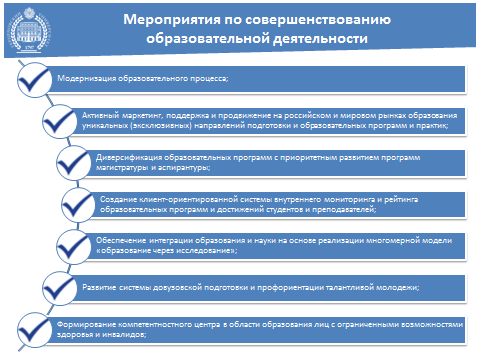 Мероприятия по совершенствованию
образовательной деятельности
1797
Модернизация образовательного процесса;
Активный маркетинг, поддержка и продвижение на российском и мировом рынках образования
уникальных (эксклюзивных) направлений подготовки и образовательных программ и практик;
Диверсификация образовательных программ с приоритетным развитием программ
магистратуры и аспирантуры;
Создание клиент-ориентированной системы внутреннего мониторинга и рейтинга
образовательных программ и достижений студентов и преподавателей;
Обеспечение интеграции образования и науки на основе реализации многомерной модели
«образование через исследование»;
Развитие системы довузовской подготовки и профориентации талантливой молодежи;
Формирование компетентностного центра в области образования лиц с ограниченными возможностями
здоровья и инвалидов;